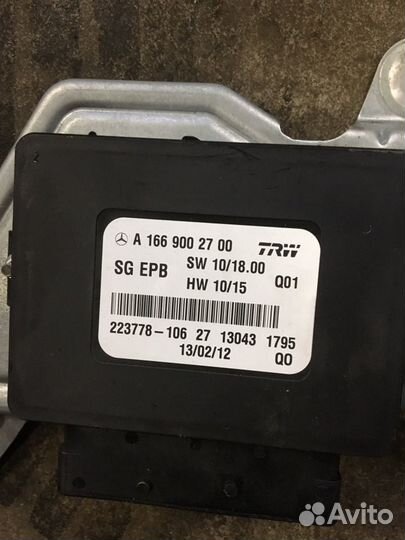 A 166 900 27 00 TRW
SG EPB SW 10/18.00 Q01
HW 10/15
223778-106 27 13043 1795
13/02/12 QO
Avito